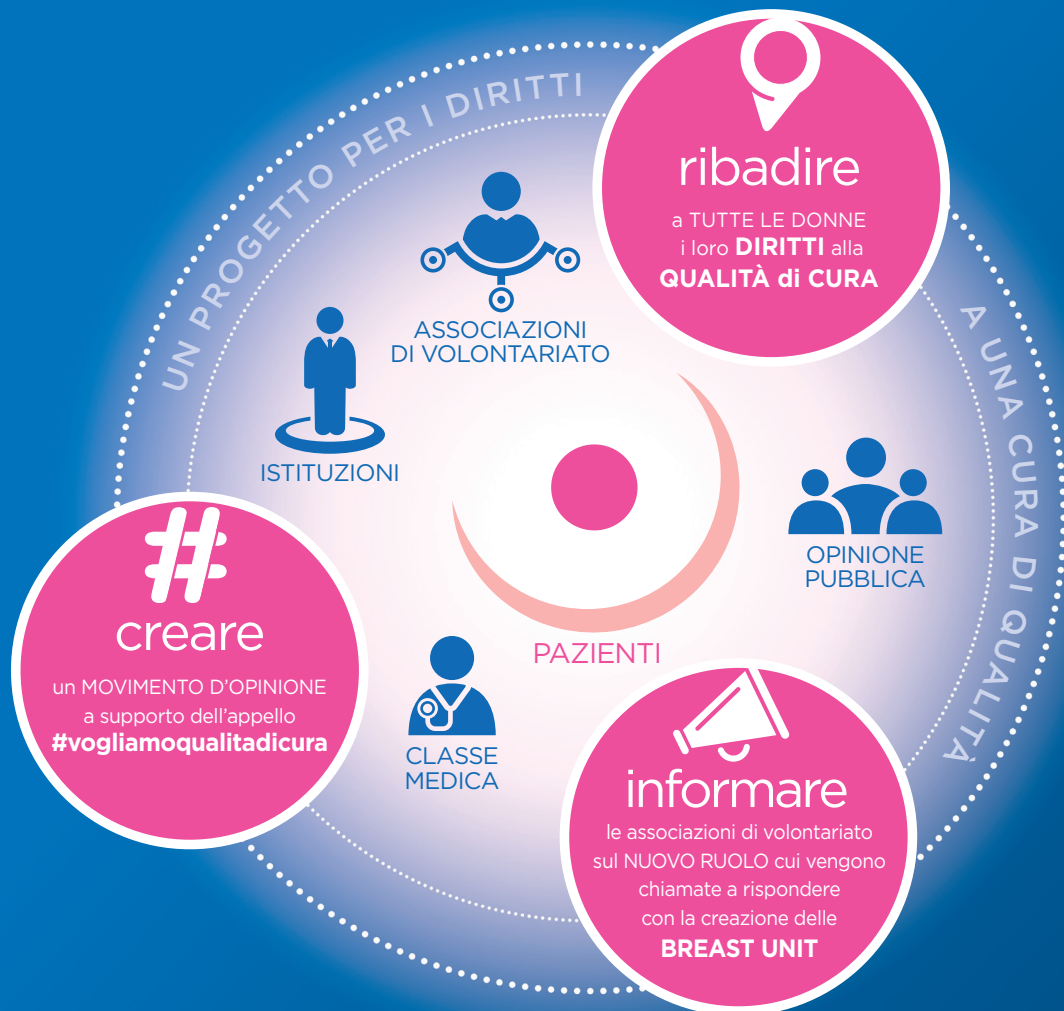 UN PROGETTO PER I DIRITTI
A UNA CURA DI QUALITÀ
ribadire
a TUTTE LE DONNE
i loro DIRITTI alla
QUALITÀ di CURA
ASSOCIAZIONI
DI VOLONTARIATO
ISTITUZIONI
OPINIONE
PUBBLICA
#
creare
un MOVIMENTO D'OPINIONE
a supporto dell'appello
#vogliamoqualitadicura
PAZIENTI
CLASSE
MEDICA
informare
le associazioni di volontariato
sul NUOVO RUOLO cui vengono
chiamate a rispondere
con la creazione delle
BREAST UNIT